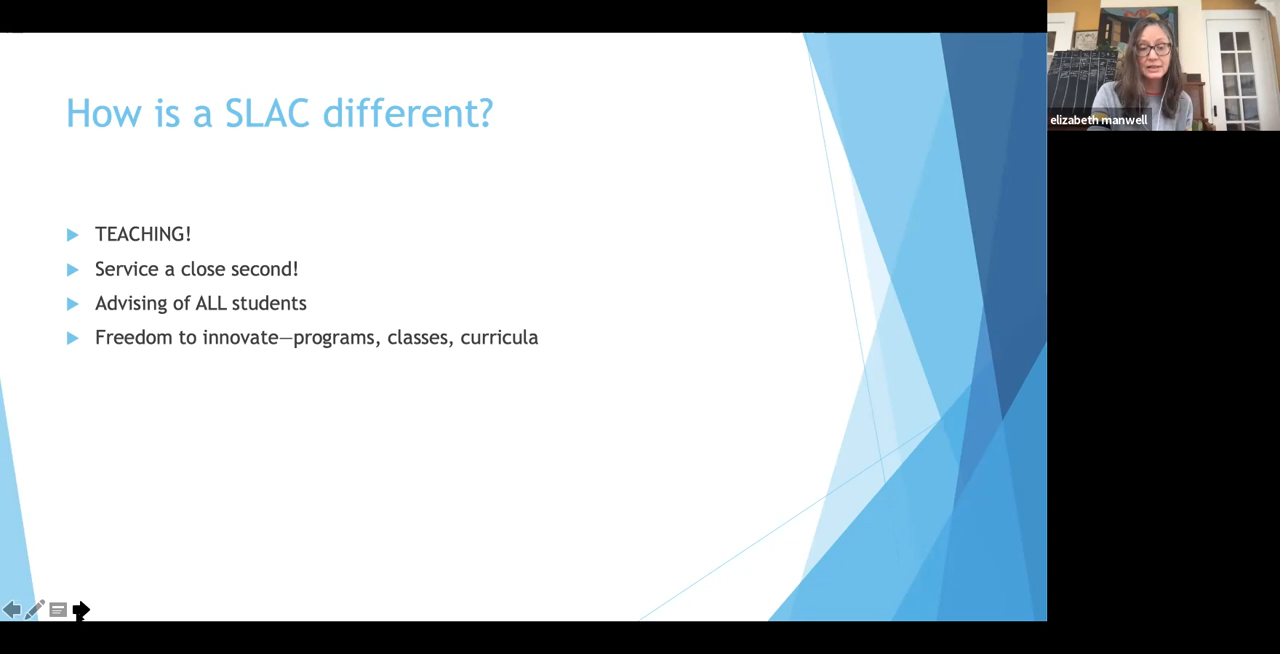 How is a SLAC different?
TEACHING!
Service a close second!
Advising of ALL students
Freedom to innovate—programs, classes, curricula
elizabeth manwell